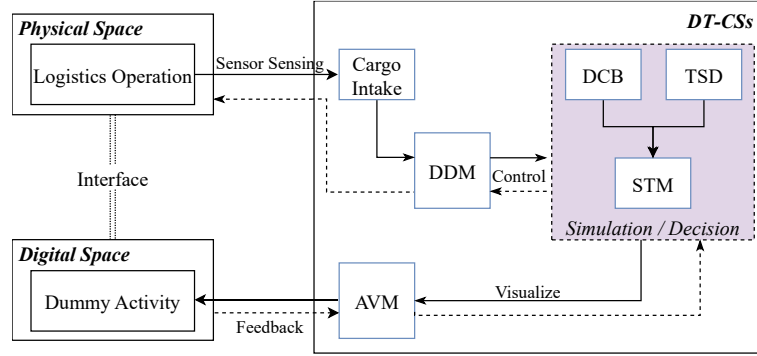 Physical Space
DT-CSs
Logistics Operation
Sensor Sensing
Cargo
Intake
DCB
TSD
DDM
Control
STM
Interface
Simulation / Decision
Digital Space
Dummy Activity
Feedback
AVM
Visualize